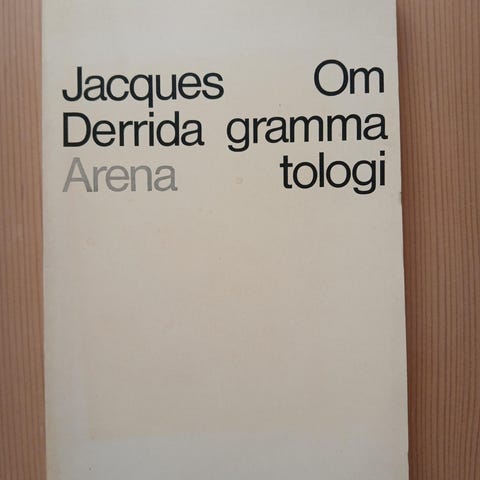 Jacques Om
Derrida gramma
Arena tologi